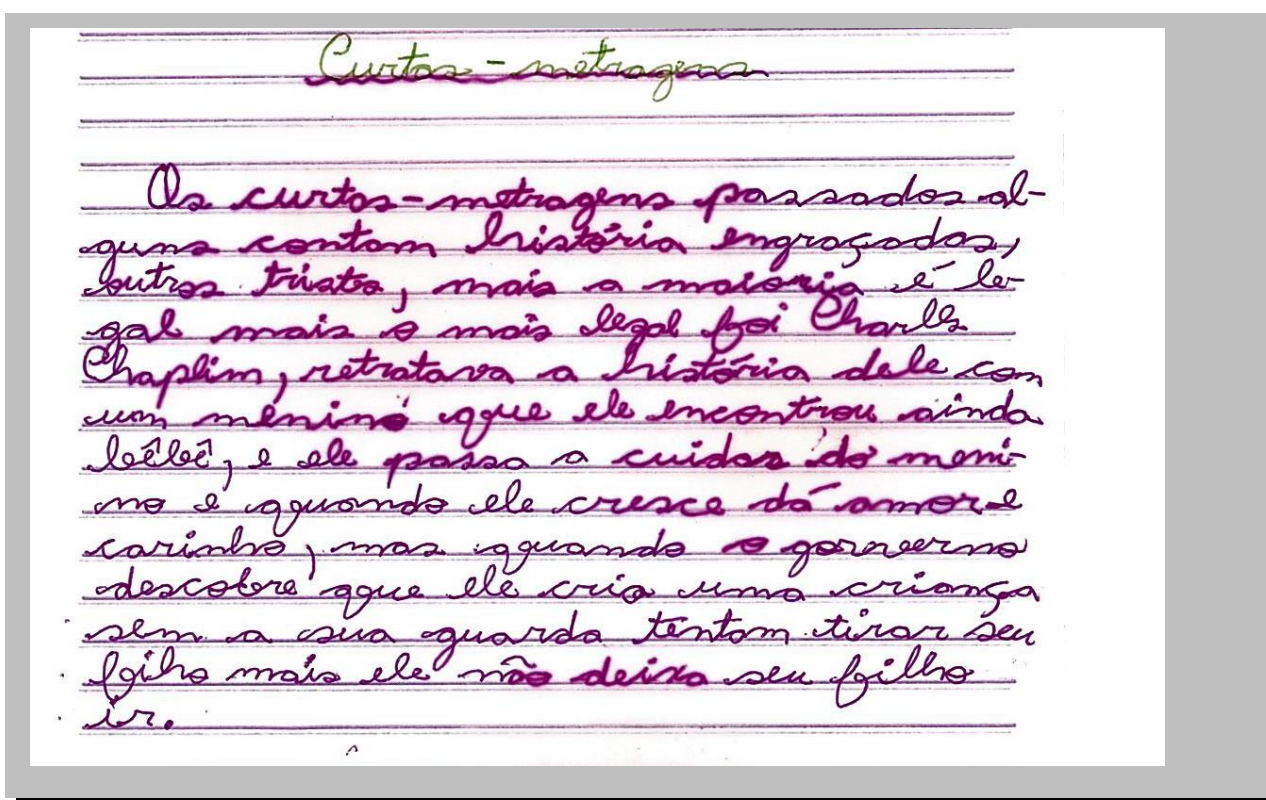 Curtas-metragens
Os curtas-metragens passados al-
guns contam história engraçadas,
outros tristes, mais a maioria é le-
gal mais o mais legal foi Charles
Chaplim, retratava a história dele com
um menino que ele encontrou ainda
bêbê, e ele passa a cuidar do meni-
no e quando ele cresce dá amor e
carinho, mas quando o governo
descobre que ele cria uma criança
sem a sua guarda tentam tirar seu
filho mais ele não deixa seu filho
ir.